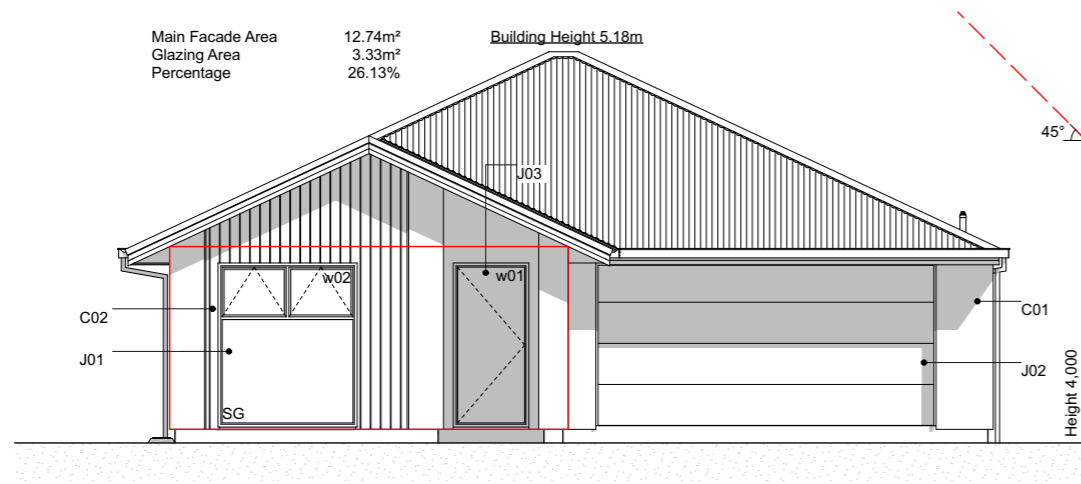 Main Facade Area 12.74m²
Glazing Area 3.33m²
Percentage 26.13%
Building Height 5.18m
45°
J03
w02
w01
C02
C01
J01
J02
SG
Height 4,000